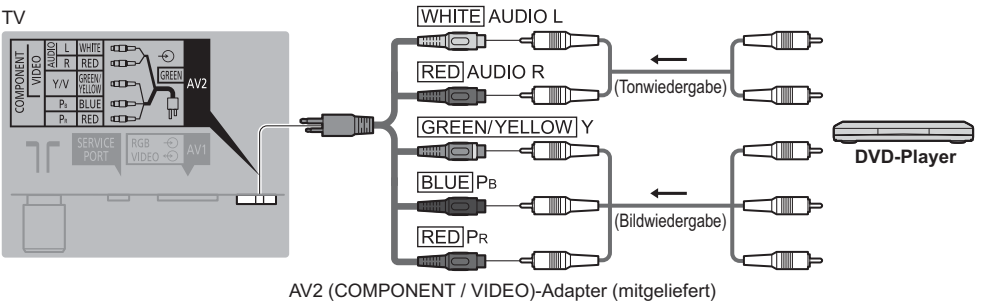 TV
COMPONENT
VIDEO
AUDIO
L WHITE
R RED
Y/V GREEN/YELLOW
PB BLUE
PR RED
GREEN
AV2
SERVICE PORT
RGB
VIDEO
AV1
WHITE AUDIO L
RED AUDIO R
(Tonwiedergabe)
GREEN/YELLOW Y
BLUE PB
(Bildwiedergabe)
RED PR
DVD-Player
AV2 (COMPONENT / VIDEO)-Adapter (mitgeliefert)